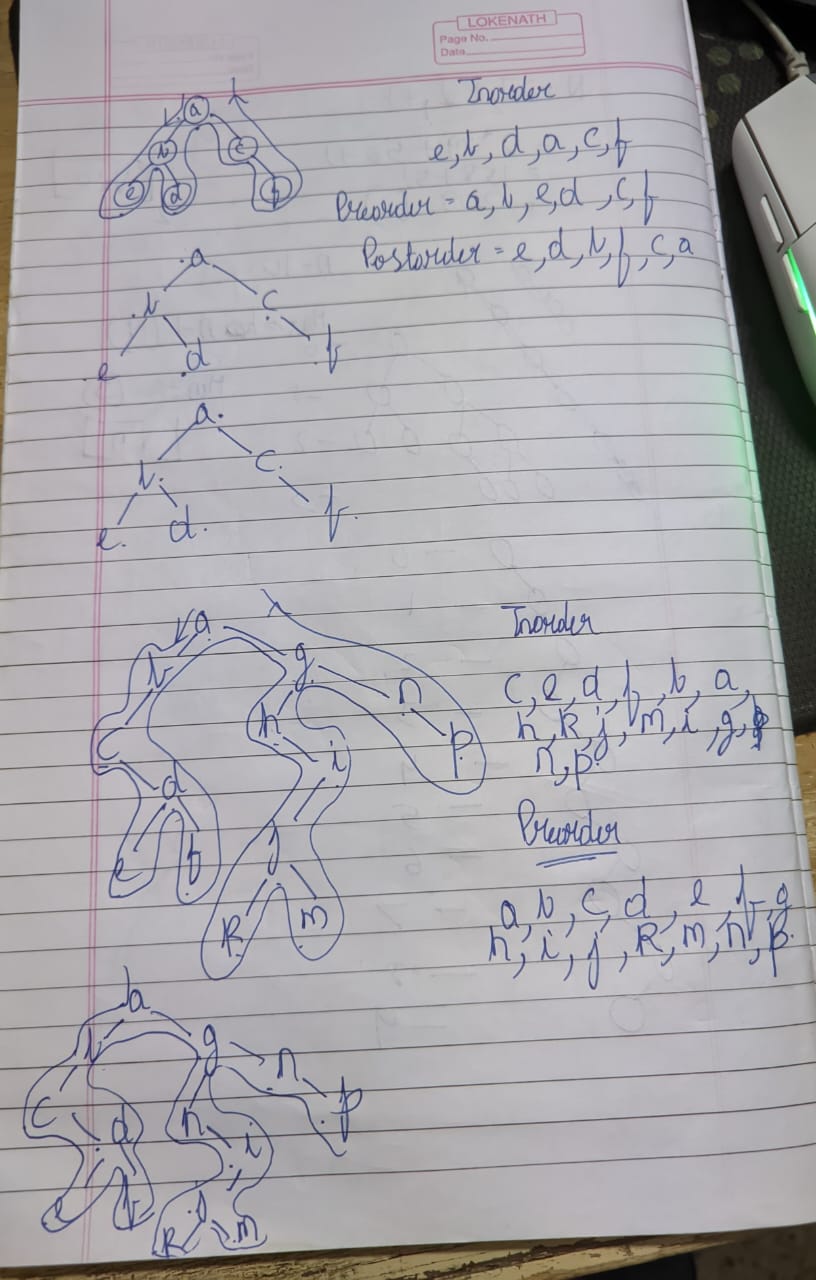 LOKENATH
Page No.
Date
a
b c
e d f
Inorder
e, b, d, a, c, f
Preorder = a, b, e, d, c, f
Postorder = e, d, b, f, c, a
a
b c
e d f
a
b c
e d f
a
b g
n
c h i p
d
e f j
k m
Inorder
c, e, d, f, b, a,
h, k, j, m, i, g,
n, p
Preorder
a, b, c, d, e, f, g
h, i, j, k, m, n, p.
a
b g n
c d h i p
e f j
k m